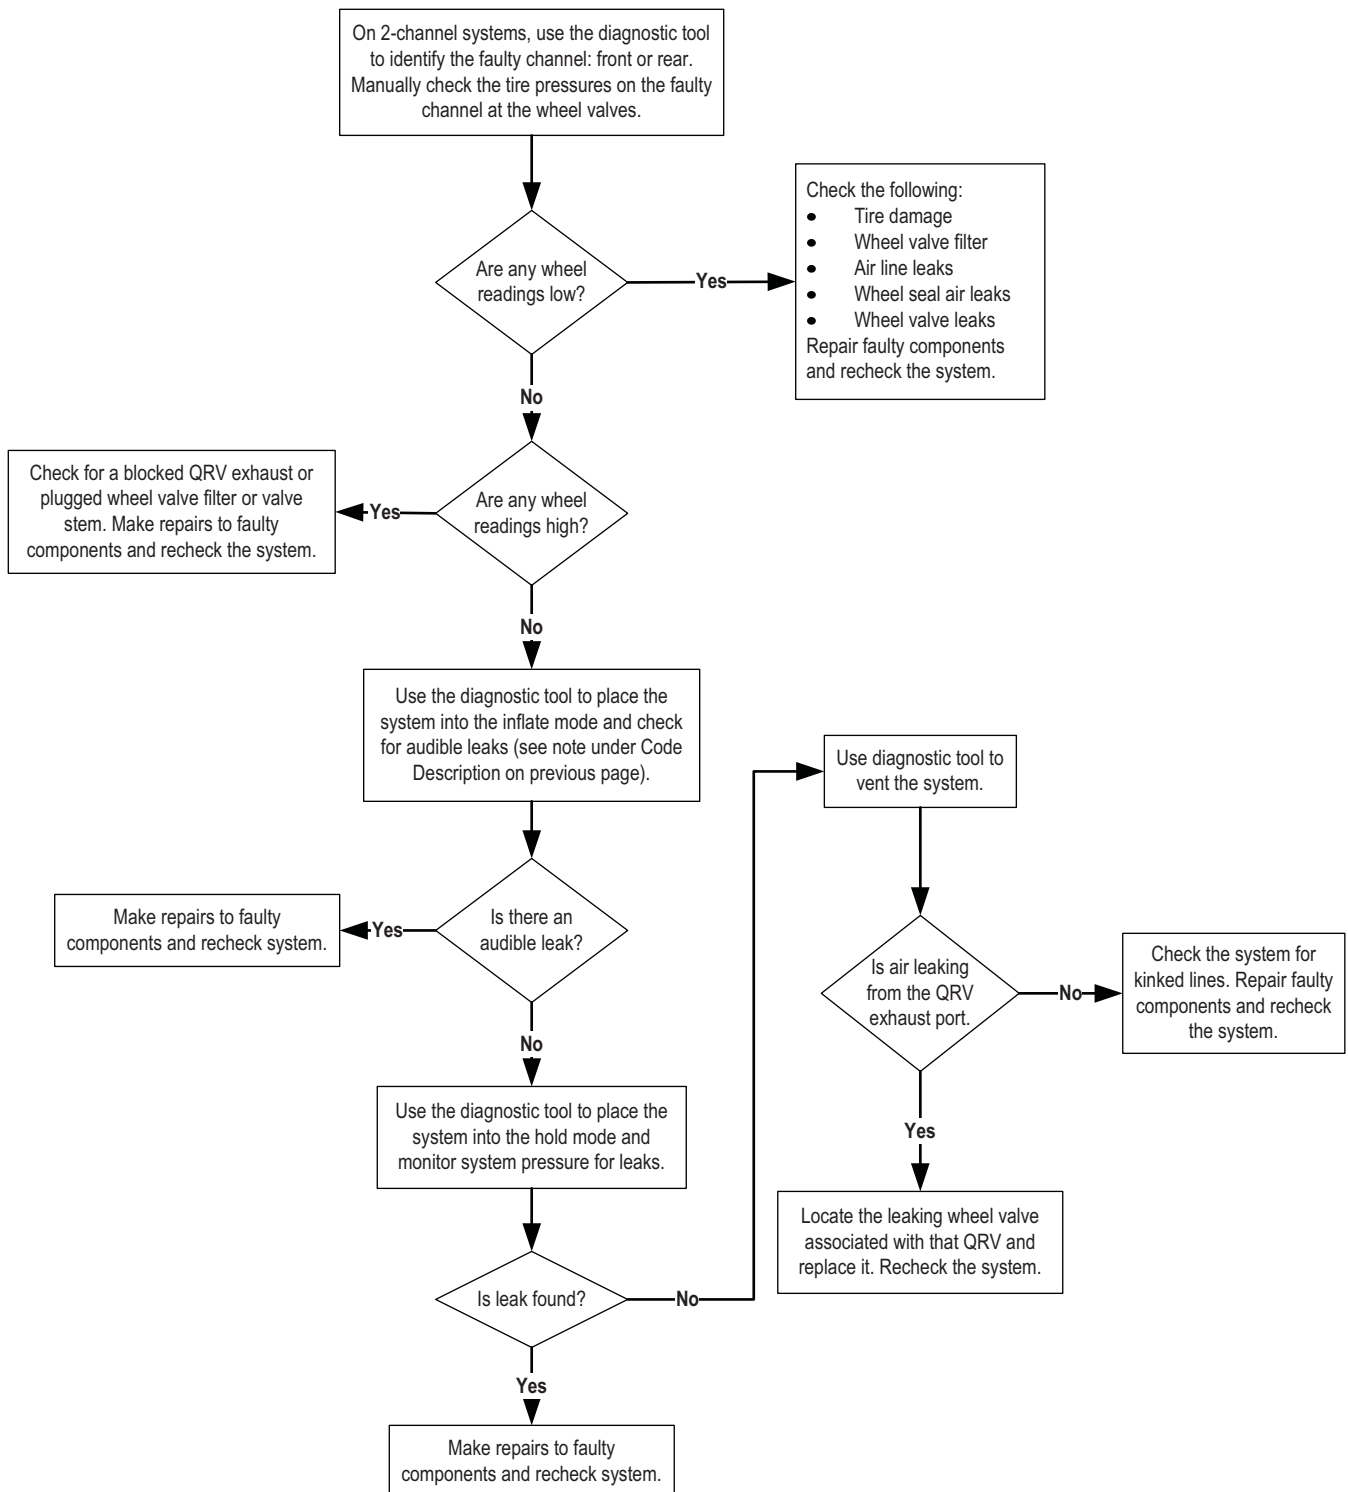 On 2-channel systems, use the diagnostic tool
to identify the faulty channel: front or rear.
Manually check the tire pressures on the faulty
channel at the wheel valves.
Are any wheel
readings low?
Yes
Check the following:
● Tire damage
● Wheel valve filter
● Air line leaks
● Wheel seal air leaks
● Wheel valve leaks
Repair faulty components
and recheck the system.
No
Are any wheel
readings high?
Yes
Check for a blocked QRV exhaust or
plugged wheel valve filter or valve
stem. Make repairs to faulty
components and recheck the system.
No
Use the diagnostic tool to place the
system into the inflate mode and check
for audible leaks (see note under Code
Description on previous page).
Is there an
audible leak?
Yes
Make repairs to faulty
components and recheck system.
No
Use the diagnostic tool to place the
system into the hold mode and
monitor system pressure for leaks.
Is leak found?
Yes
Make repairs to faulty
components and recheck system.
No
Use diagnostic tool to
vent the system.
Is air leaking
from the QRV
exhaust port.
No
Check the system for
kinked lines. Repair faulty
components and recheck
the system.
Yes
Locate the leaking wheel valve
associated with that QRV and
replace it. Recheck the system.